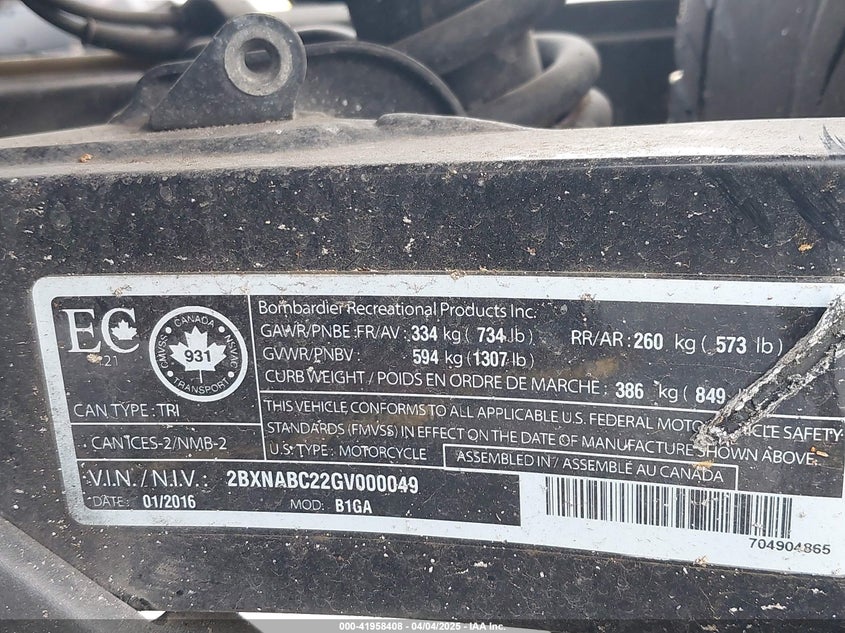 EC
21
CANADA
CMVSS
931
NSVAC
TRANSPORT
CAN TYPE: TRI
CAN ICES-2/NMB-2
Bombardier Recreational Products Inc.
GAWR/PNBE: FR/AV: 334 kg ( 734 lb) RR/AR: 260 kg ( 573 lb)
GVWR/PNBV : 594 kg (1307 lb)
CURB WEIGHT / POIDS EN ORDRE DE MARCHE : 386 kg ( 849
THIS VEHICLE CONFORMS TO ALL APPLICABLE U.S. FEDERAL SAFETY
STANDARDS (FMVSS) IN EFFECT ON THE DATE OF MANUFACTURE SHOWN ABOVE.
U.S. TYPE: MOTORCYCLE ASSEMBLED IN / ASSEMBLÉ AU CANADA
V.I.N. / N.I.V. : 2BXNABC22GV000049
DATE: 01/2016 MOD: B1GA
704904865
000-41958408 - 04/04/2025 - IAA Inc.